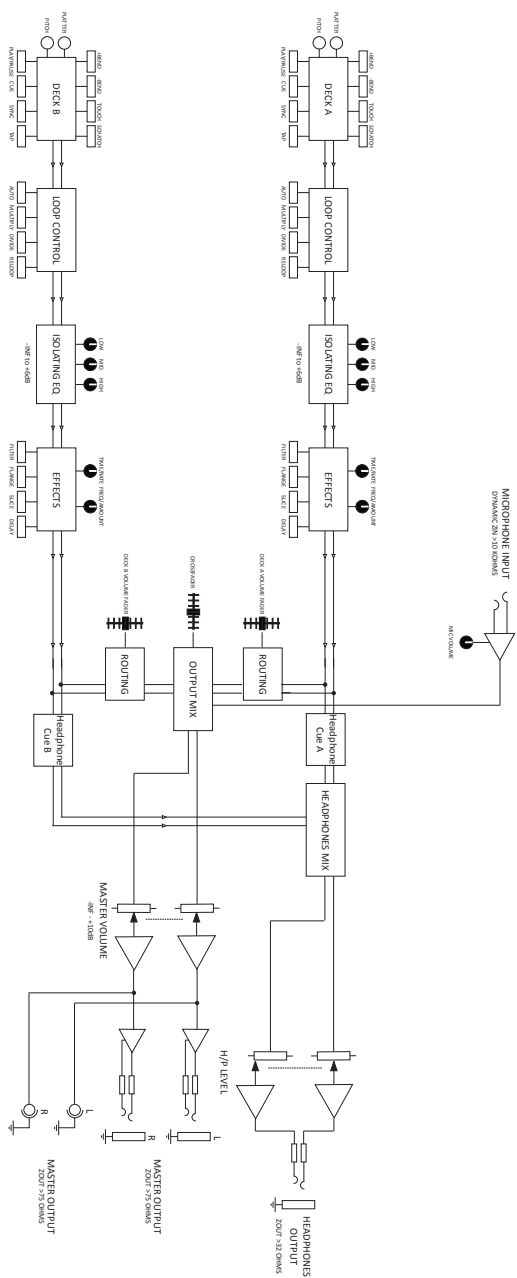 MICROPHONE INPUT
DYNAMIC ZIN >10 KOHMS
MIC VOLUME
PLATTER
PITCH
+BEND
-BEND
TOUCH
SCRATCH
DECK A
PLAY/PAUSE
CUE
SYNC
TAP
LOOP CONTROL
AUTO
MULTIPLY
DIVIDE
RELOOP
LOW
MID
HIGH
ISOLATING EQ
-INF to +6dB
TIME/RATE
FREQ/AMOUNT
EFFECTS
FILTER
FLANGE
SLICE
DELAY
Headphone
Cue A
HEADPHONES MIX
H/P LEVEL
HEADPHONES
OUTPUT
ZOUT >32 OHMS
DECK A VOLUME FADER
ROUTING
CROSSFADER
OUTPUT MIX
DECK B VOLUME FADER
ROUTING
MASTER VOLUME
-INF - +10dB
L
R
MASTER OUTPUT
ZOUT >75 OHMS
L
R
MASTER OUTPUT
ZOUT >75 OHMS
PLATTER
PITCH
+BEND
-BEND
TOUCH
SCRATCH
DECK B
PLAY/PAUSE
CUE
SYNC
TAP
LOOP CONTROL
AUTO
MULTIPLY
DIVIDE
RELOOP
LOW
MID
HIGH
ISOLATING EQ
-INF to +6dB
TIME/RATE
FREQ/AMOUNT
EFFECTS
FILTER
FLANGE
SLICE
DELAY
Headphone
Cue B